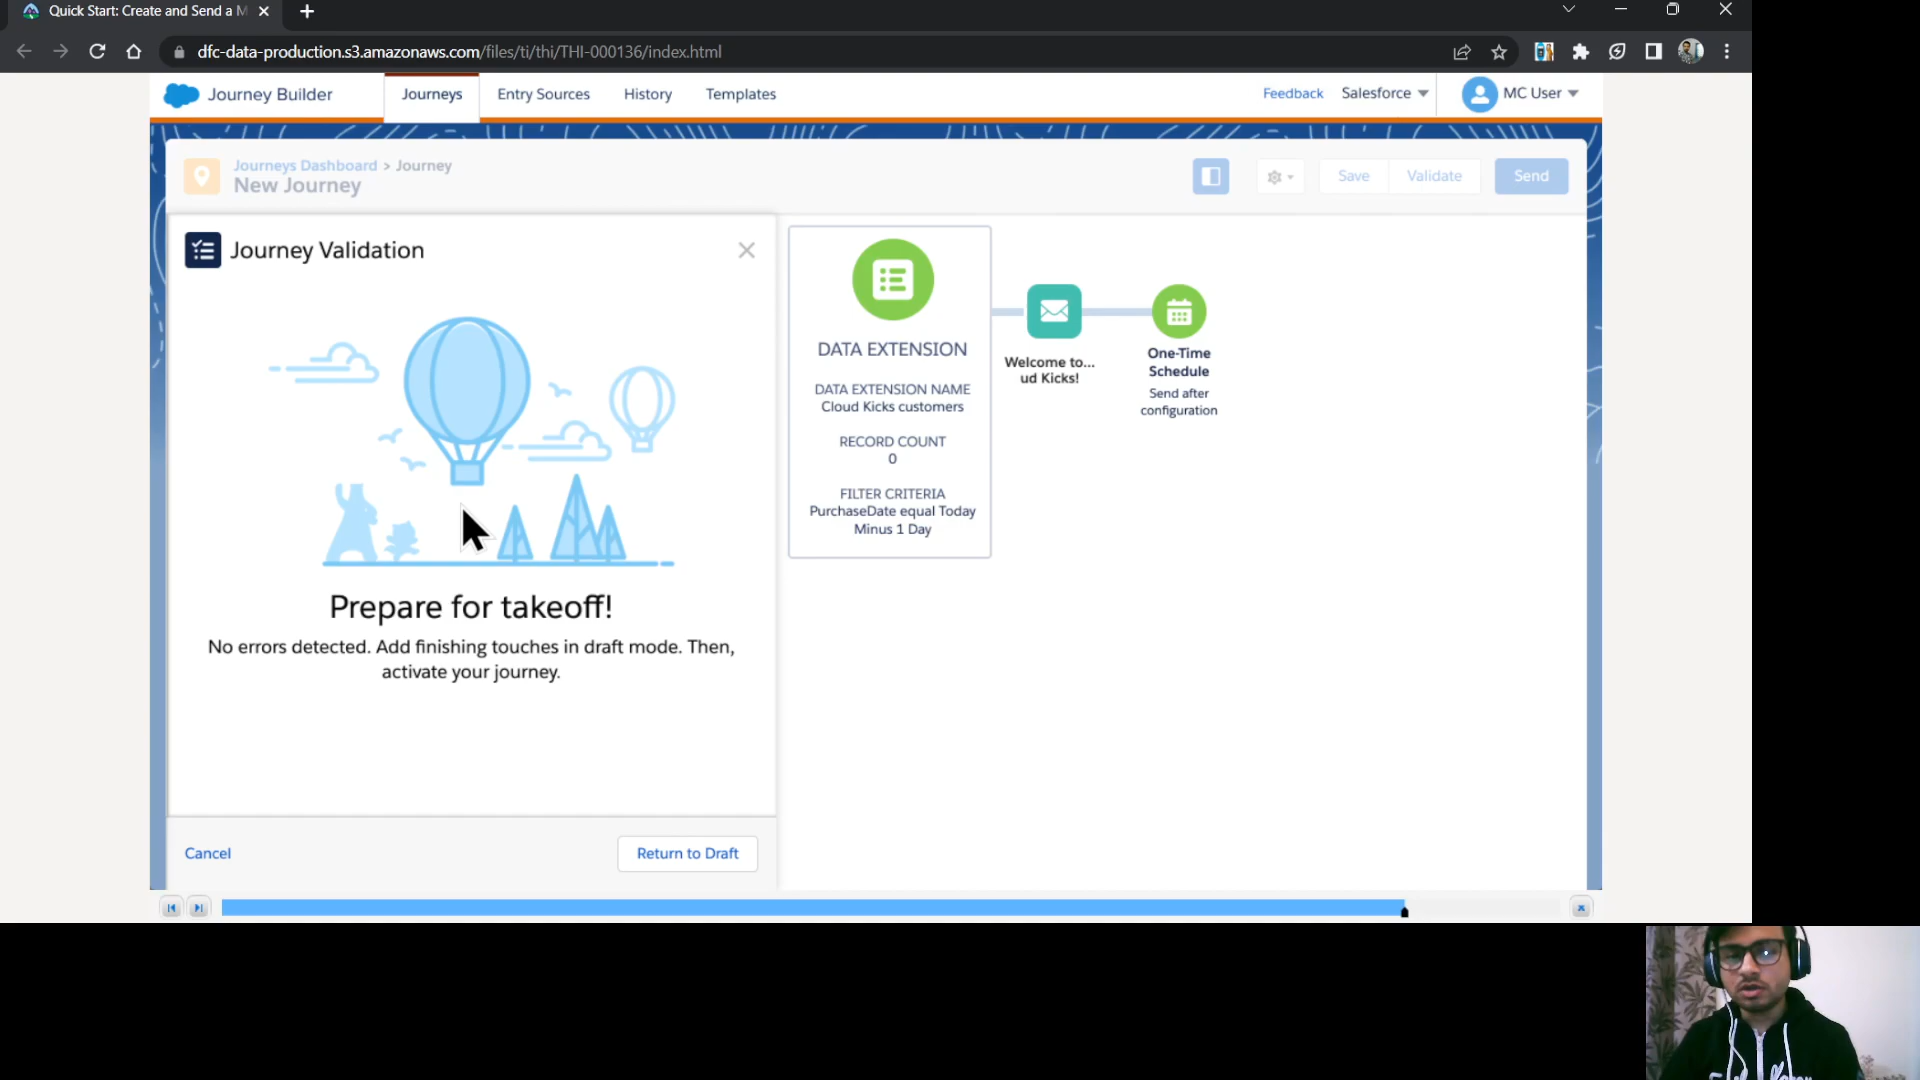 Quick Start: Create and Send a M
dfc-data-production.s3.amazonaws.com/files/ti/thi/THI-000136/index.html
Journey Builder
Journeys
Entry Sources
History
Templates
Feedback
Salesforce
MC User
Journeys Dashboard > Journey
New Journey
Save
Validate
Send
Journey Validation
Prepare for takeoff!
No errors detected. Add finishing touches in draft mode. Then,
activate your journey.
Cancel
Return to Draft
DATA EXTENSION
DATA EXTENSION NAME
Cloud Kicks customers
RECORD COUNT
0
FILTER CRITERIA
PurchaseDate equal Today
Minus 1 Day
Welcome to...
ud Kicks!
One-Time
Schedule
Send after
configuration